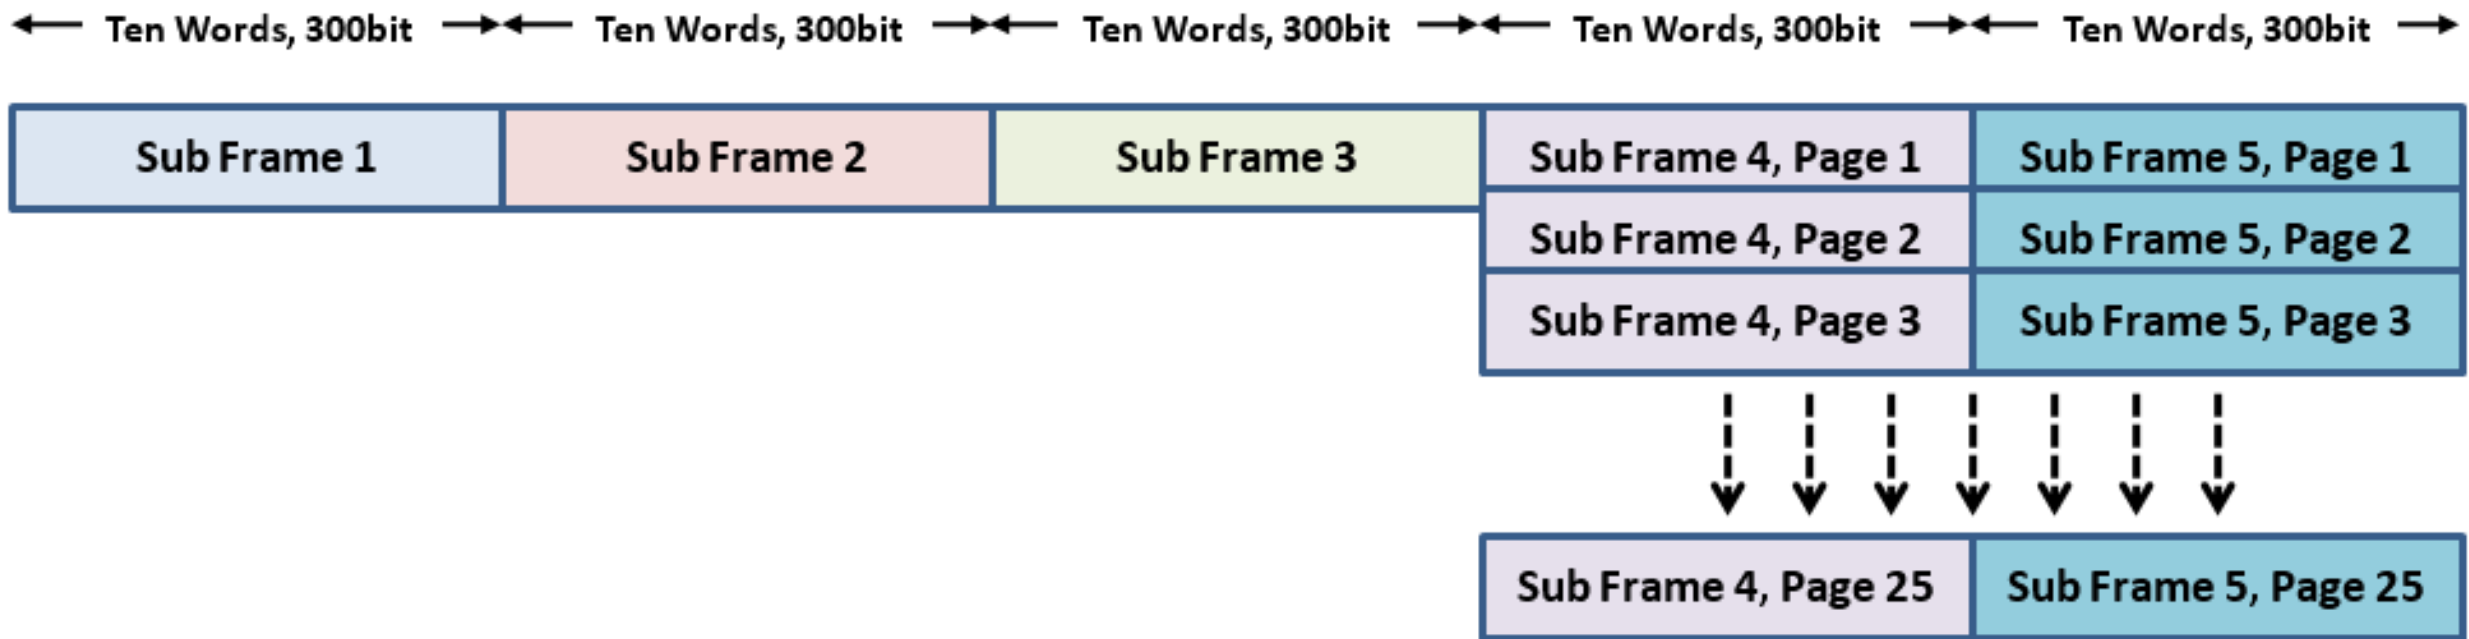 Ten Words, 300bit Ten Words, 300bit Ten Words, 300bit Ten Words, 300bit Ten Words, 300bit
Sub Frame 1 Sub Frame 2 Sub Frame 3 Sub Frame 4, Page 1 Sub Frame 5, Page 1
Sub Frame 4, Page 2 Sub Frame 5, Page 2
Sub Frame 4, Page 3 Sub Frame 5, Page 3
Sub Frame 4, Page 25 Sub Frame 5, Page 25